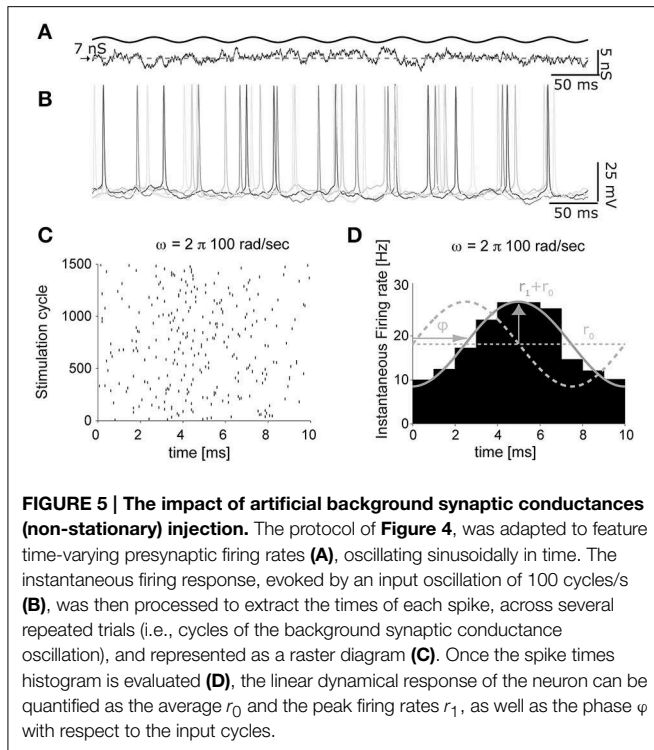 A
7 nS
5 nS
50 ms
B
25 mV
50 ms
C
ω = 2 π 100 rad/sec
Stimulation cycle
1500
1000
500
0
0 2 4 6 8 10
time [ms]
D
ω = 2 π 100 rad/sec
Instantaneous Firing rate [Hz]
30
20
10
0
r₁+r₀
φ
r₀
0 2 4 6 8 10
time [ms]
FIGURE 5 | The impact of artificial background synaptic conductances
(non-stationary) injection. The protocol of Figure 4, was adapted to feature
time-varying presynaptic firing rates (A), oscillating sinusoidally in time. The
instantaneous firing response, evoked by an input oscillation of 100 cycles/s
(B), was then processed to extract the times of each spike, across several
repeated trials (i.e., cycles of the background synaptic conductance
oscillation), and represented as a raster diagram (C). Once the spike times
histogram is evaluated (D), the linear dynamical response of the neuron can be
quantified as the average r₀ and the peak firing rates r₁, as well as the phase φ
with respect to the input cycles.